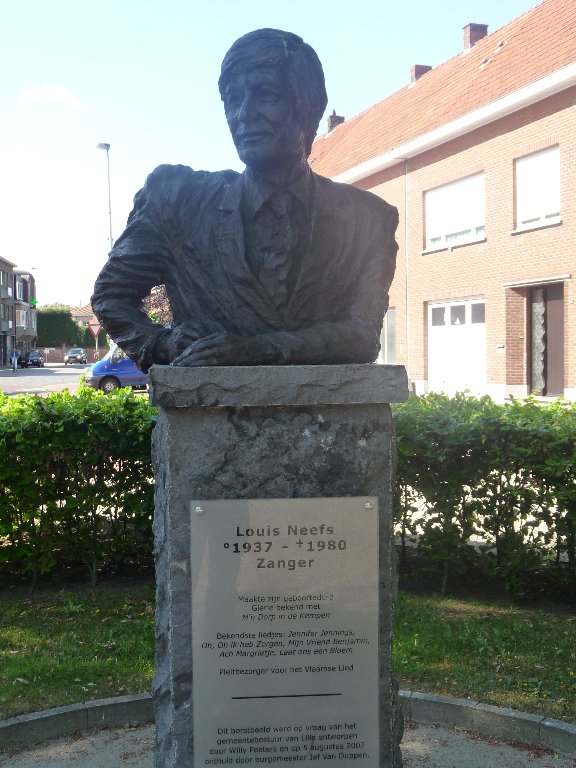 Louis Neefs
°1937 - +1980
Zanger
Maakte zijn geboortedorp
Gierle bekend met
M'n Dorp in de Kempen
Bekendste liedjes: Jennifer Jennings,
Oh, Oh Ik heb Zorgen, Mijn Vriend Benjamin,
Ach Margrietje, Laat ons een Bloem
Pleitbezorger voor het Vlaamse Lied
Dit borstbeeld werd op vraag van het
gemeentebestuur van Lille ontworpen
door Willy Peeters en op 5 augustus 2007
onthuld door burgemeester Jef Van Duppen.